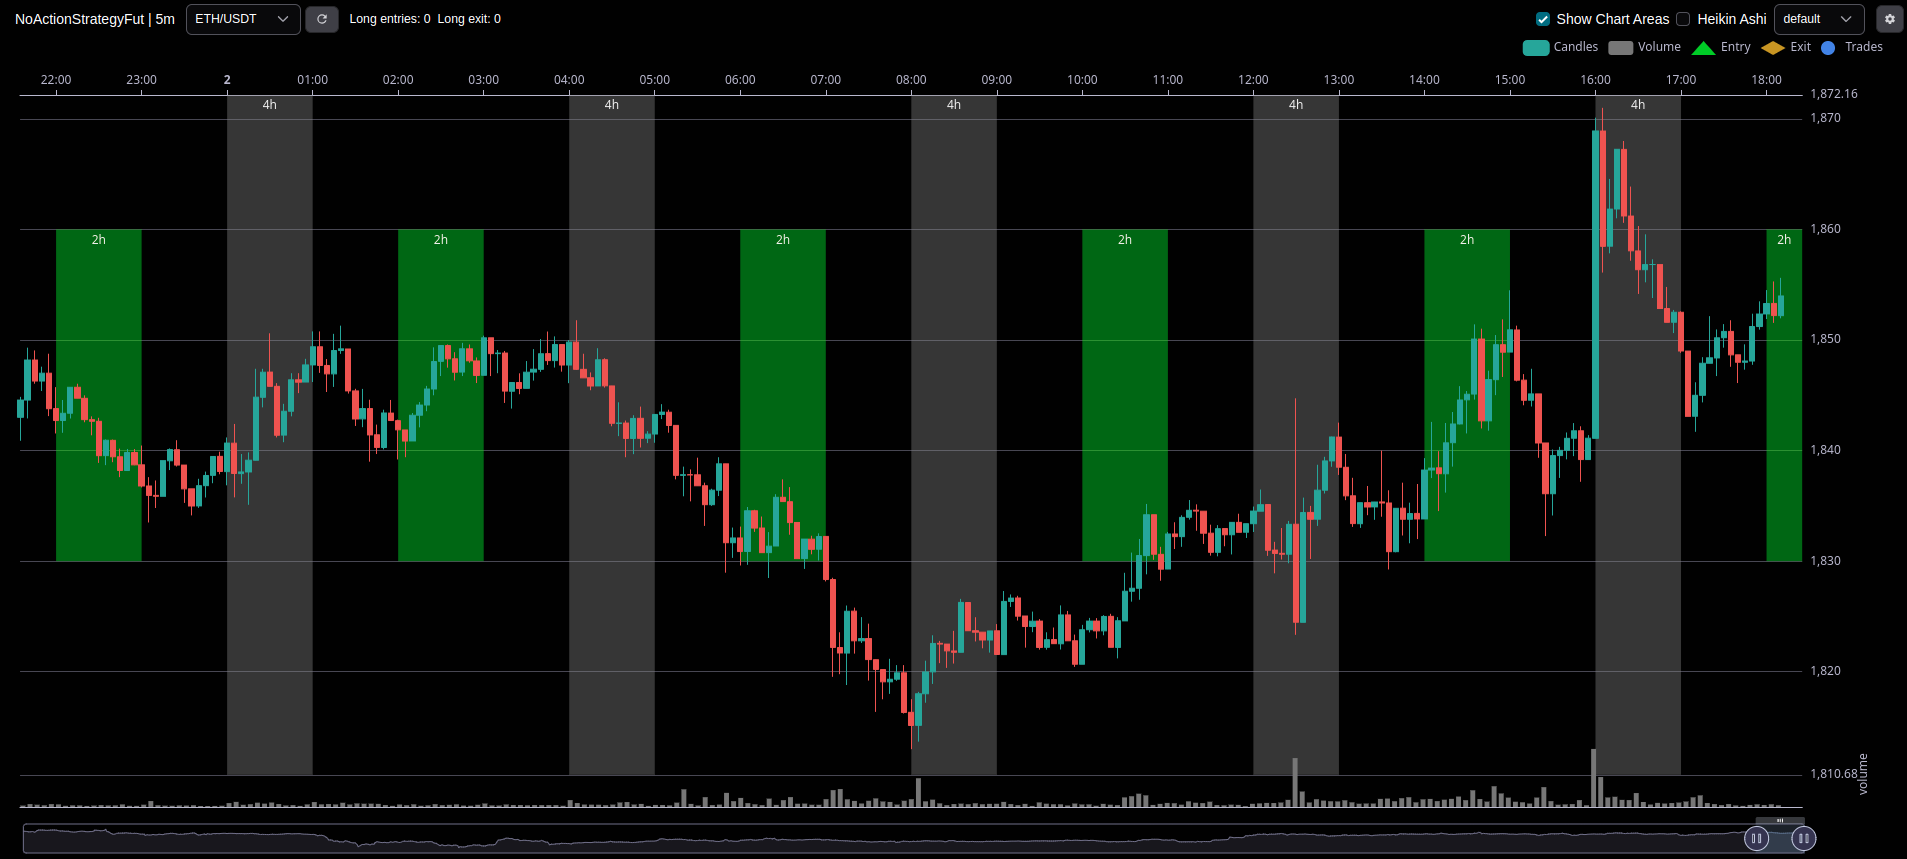 NoActionStrategyFut | 5m ETH/USDT Long entries: 0 Long exit: 0 Show Chart Areas Heikin Ashi default
Candles Volume Entry Exit Trades
22:00 23:00 2 01:00 02:00 03:00 04:00 05:00 06:00 07:00 08:00 09:00 10:00 11:00 12:00 13:00 14:00 15:00 16:00 17:00 18:00
1,872.16
4h 4h 4h 4h 4h
1,870
1,860
2h 2h 2h 2h 2h 2h
1,850
1,840
1,830
1,820
1,810.68
volume